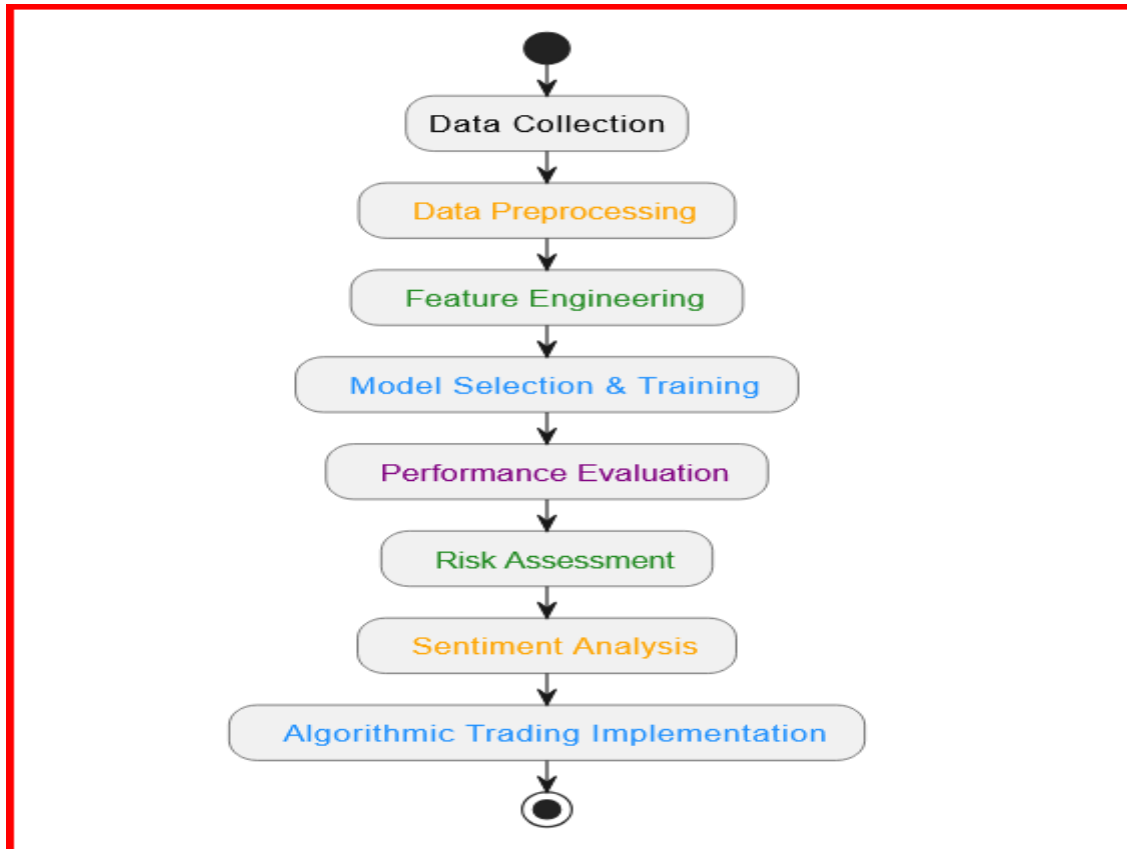 Data Collection
Data Preprocessing
Feature Engineering
Model Selection & Training
Performance Evaluation
Risk Assessment
Sentiment Analysis
Algorithmic Trading Implementation